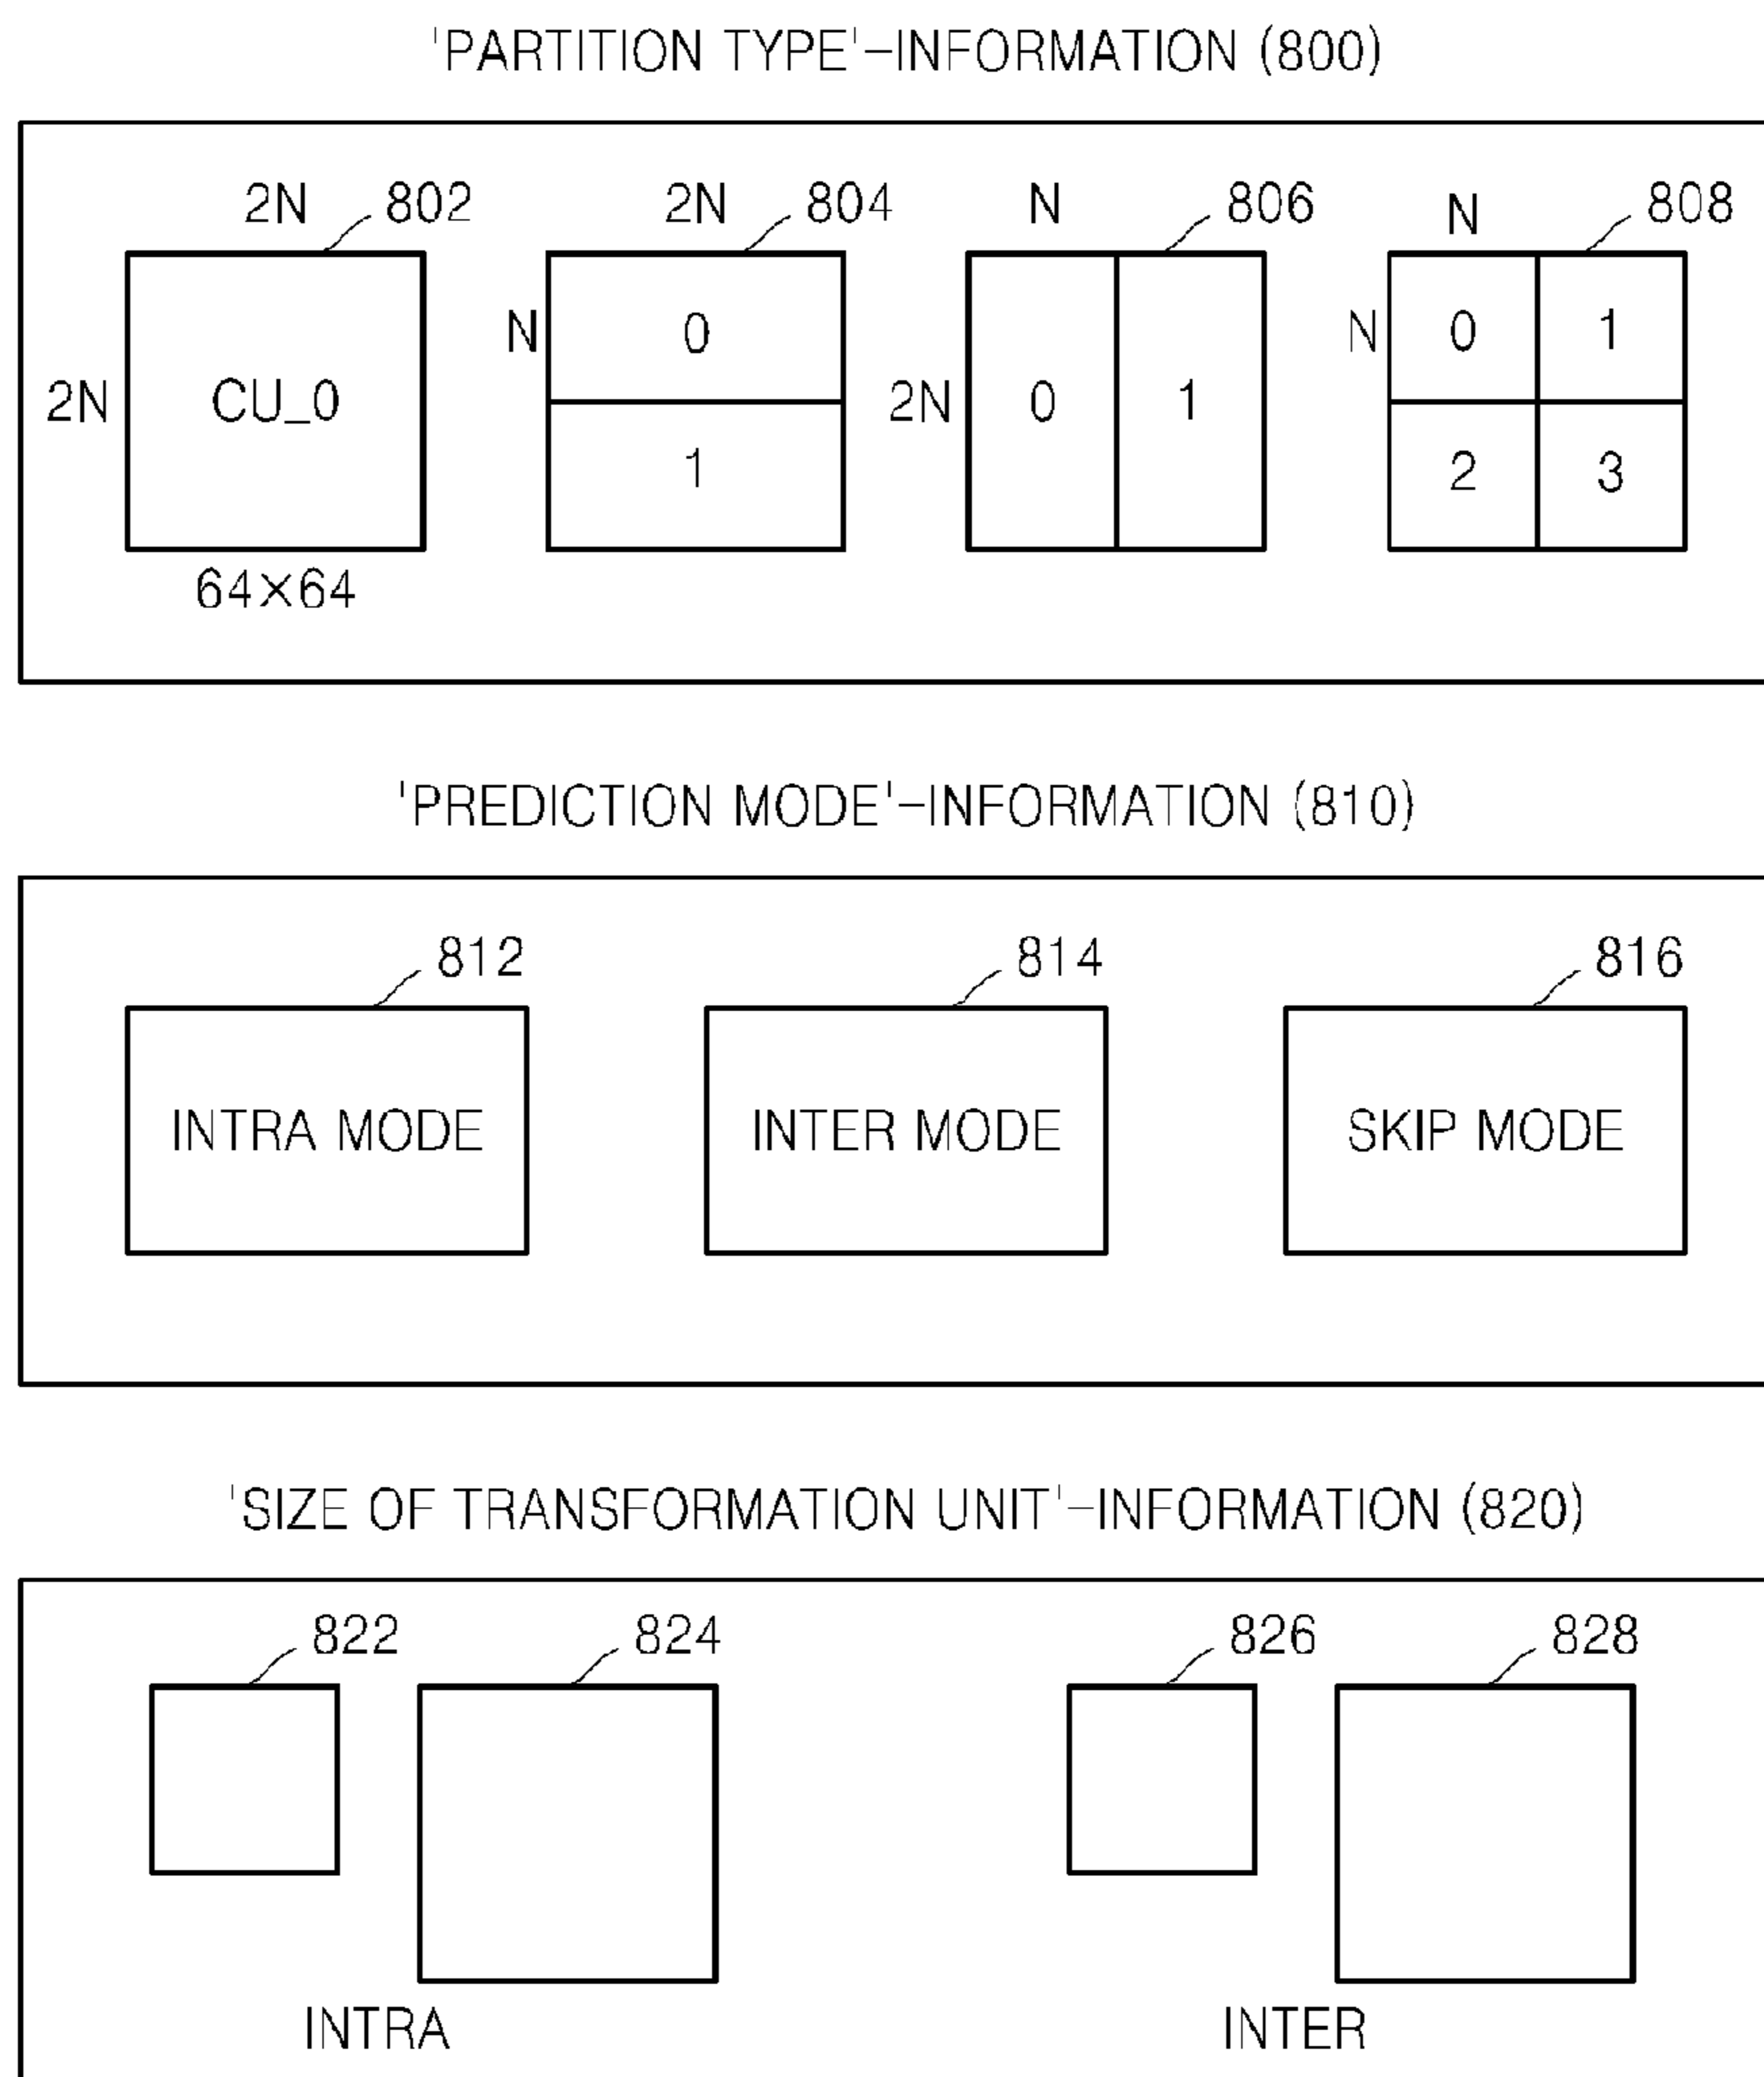 'PARTITION TYPE'-INFORMATION (800)
2N 802 2N 804 N 806 N 808
2N CU_0 N 0 1 2N 0 1 N 0 1 2 3
64×64
'PREDICTION MODE'-INFORMATION (810)
812 814 816
INTRA MODE INTER MODE SKIP MODE
'SIZE OF TRANSFORMATION UNIT'-INFORMATION (820)
822 824 826 828
INTRA INTER